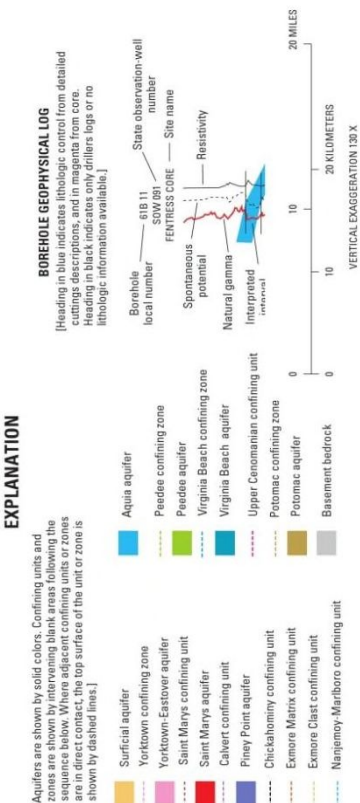 EXPLANATION
Aquifers are shown by solid colors. Confining units and
zones are shown by intervening blank areas following the
sequence below. Where adjacent confining units or zones
are in direct contact, the top surface of the unit or zone is
shown by dashed lines.]
Surficial aquifer
Yorktown confining zone
Yorktown-Eastover aquifer
Saint Marys confining unit
Saint Marys aquifer
Calvert confining unit
Piney Point aquifer
Chickahominy confining unit
Exmore Matrix confining unit
Exmore Clast confining unit
Nanjemoy-Marlboro confining unit
Aquia aquifer
Peedee confining zone
Peedee aquifer
Virginia Beach confining zone
Virginia Beach aquifer
Upper Cenomanian confining unit
Potomac confining zone
Potomac aquifer
Basement bedrock
BOREHOLE GEOPHYSICAL LOG
[Heading in blue indicates lithologic control from detailed
cuttings descriptions, and in magenta from core.
Heading in black indicates only drillers logs or no
lithologic information available.]
Borehole
local number
61B 11
SOW 091
FENTRESS CORE
State observation-well
number
Site name
Spontaneous
potential
Resistivity
Natural gamma
Interpreted
interval
0 10 20 MILES
0 10 20 KILOMETERS
VERTICAL EXAGGERATION 130 X